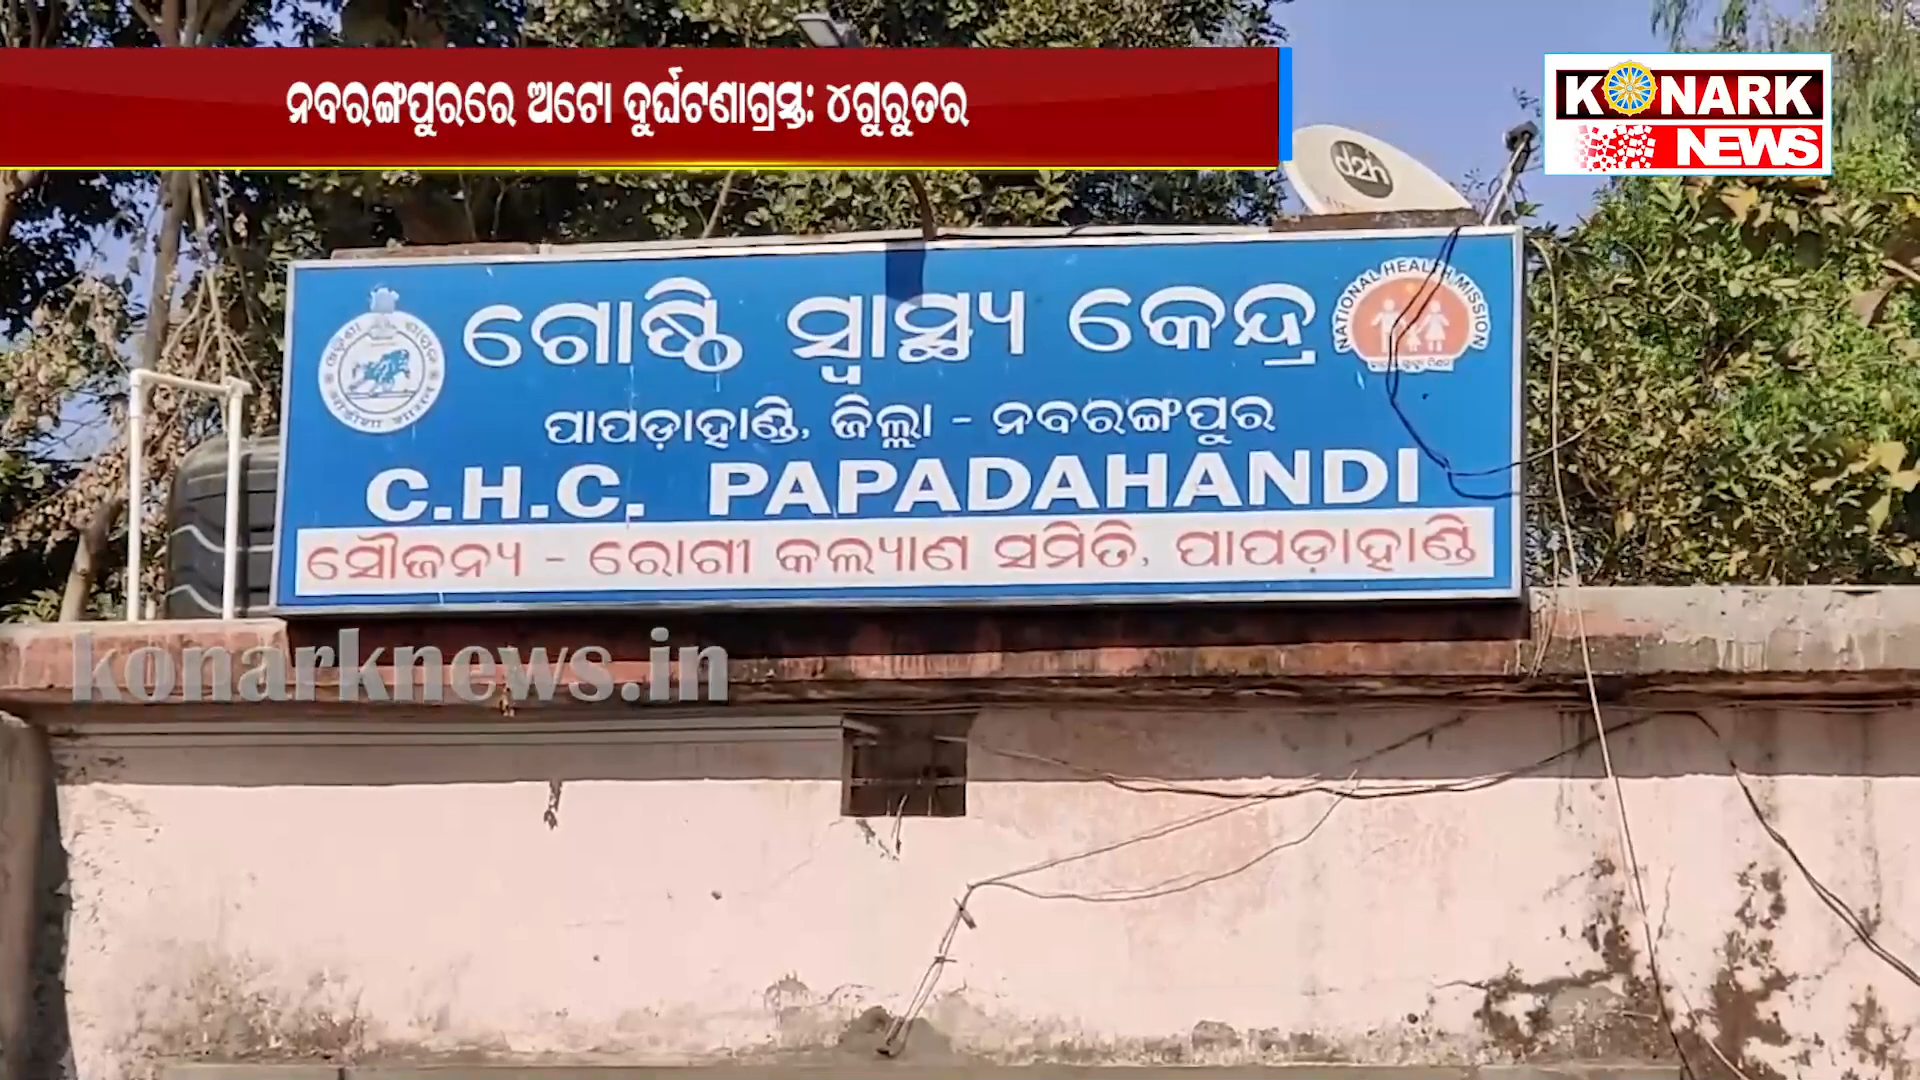 ନବରଙ୍ଗପୁରରେ ଅଟୋ ଦୁର୍ଘଟଣାଗ୍ରସ୍ତ: ୪ଗୁରୁତର
KONARK
NEWS
d2h
ଗୋଷ୍ଠି ସ୍ୱାସ୍ଥ୍ୟ କେନ୍ଦ୍ର
NATIONAL HEALTH MISSION
ପାପଡ଼ାହାଣ୍ଡି, ଜିଲ୍ଲା - ନବରଙ୍ଗପୁର
C.H.C. PAPADAHANDI
ସୌଜନ୍ୟ - ରୋଗୀ କଲ୍ୟାଣ ସମିତି, ପାପଡ଼ାହାଣ୍ଡି
konarknews.in